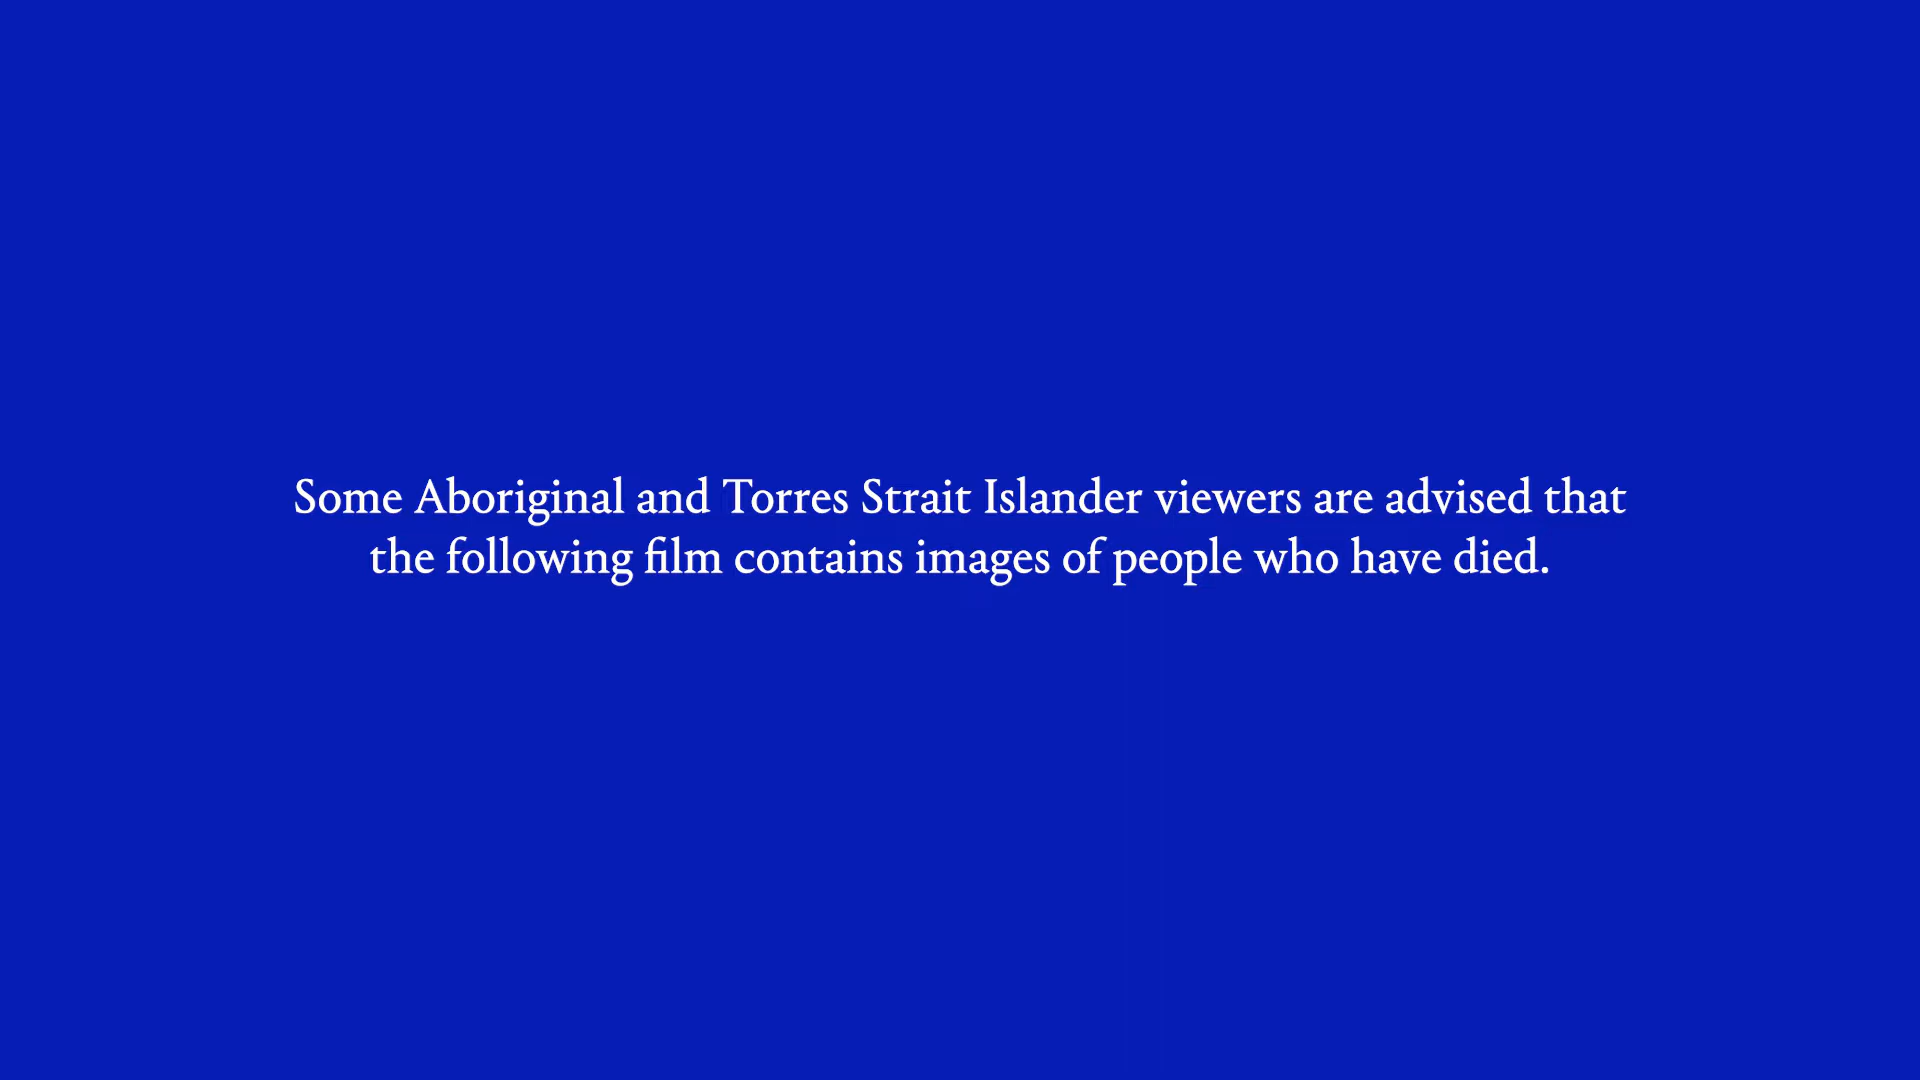 Some Aboriginal and Torres Strait Islander viewers are advised that
the following film contains images of people who have died.